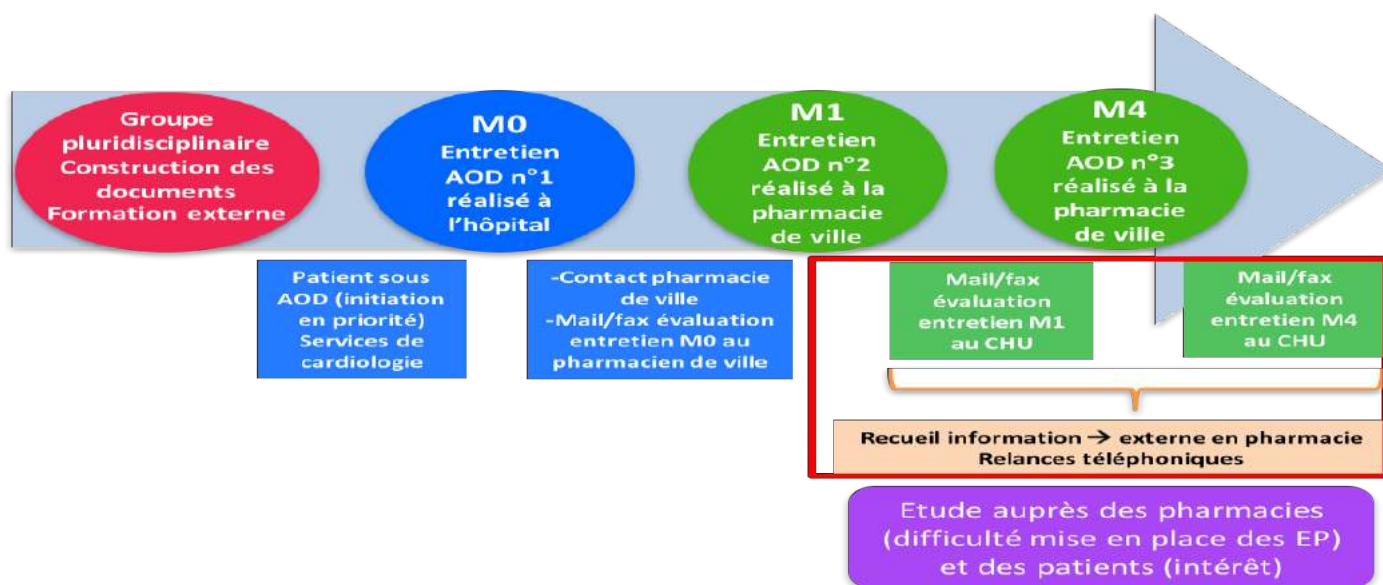 Groupe
pluridisciplinaire
Construction des
documents
Formation externe
M0
Entretien
AOD n°1
réalisé à
l'hôpital
M1
Entretien
AOD n°2
réalisé à la
pharmacie
de ville
M4
Entretien
AOD n°3
réalisé à la
pharmacie
de ville
Patient sous
AOD (initiation
en priorité)
Services de
cardiologie
-Contact pharmacie
de ville
-Mail/fax évaluation
entretien M0 au
pharmacien de ville
Mail/fax
évaluation
entretien M1
au CHU
Mail/fax
évaluation
entretien M4
au CHU
Recueil information → externe en pharmacie
Relances téléphoniques
Etude auprès des pharmacies
(difficulté mise en place des EP)
et des patients (intérêt)